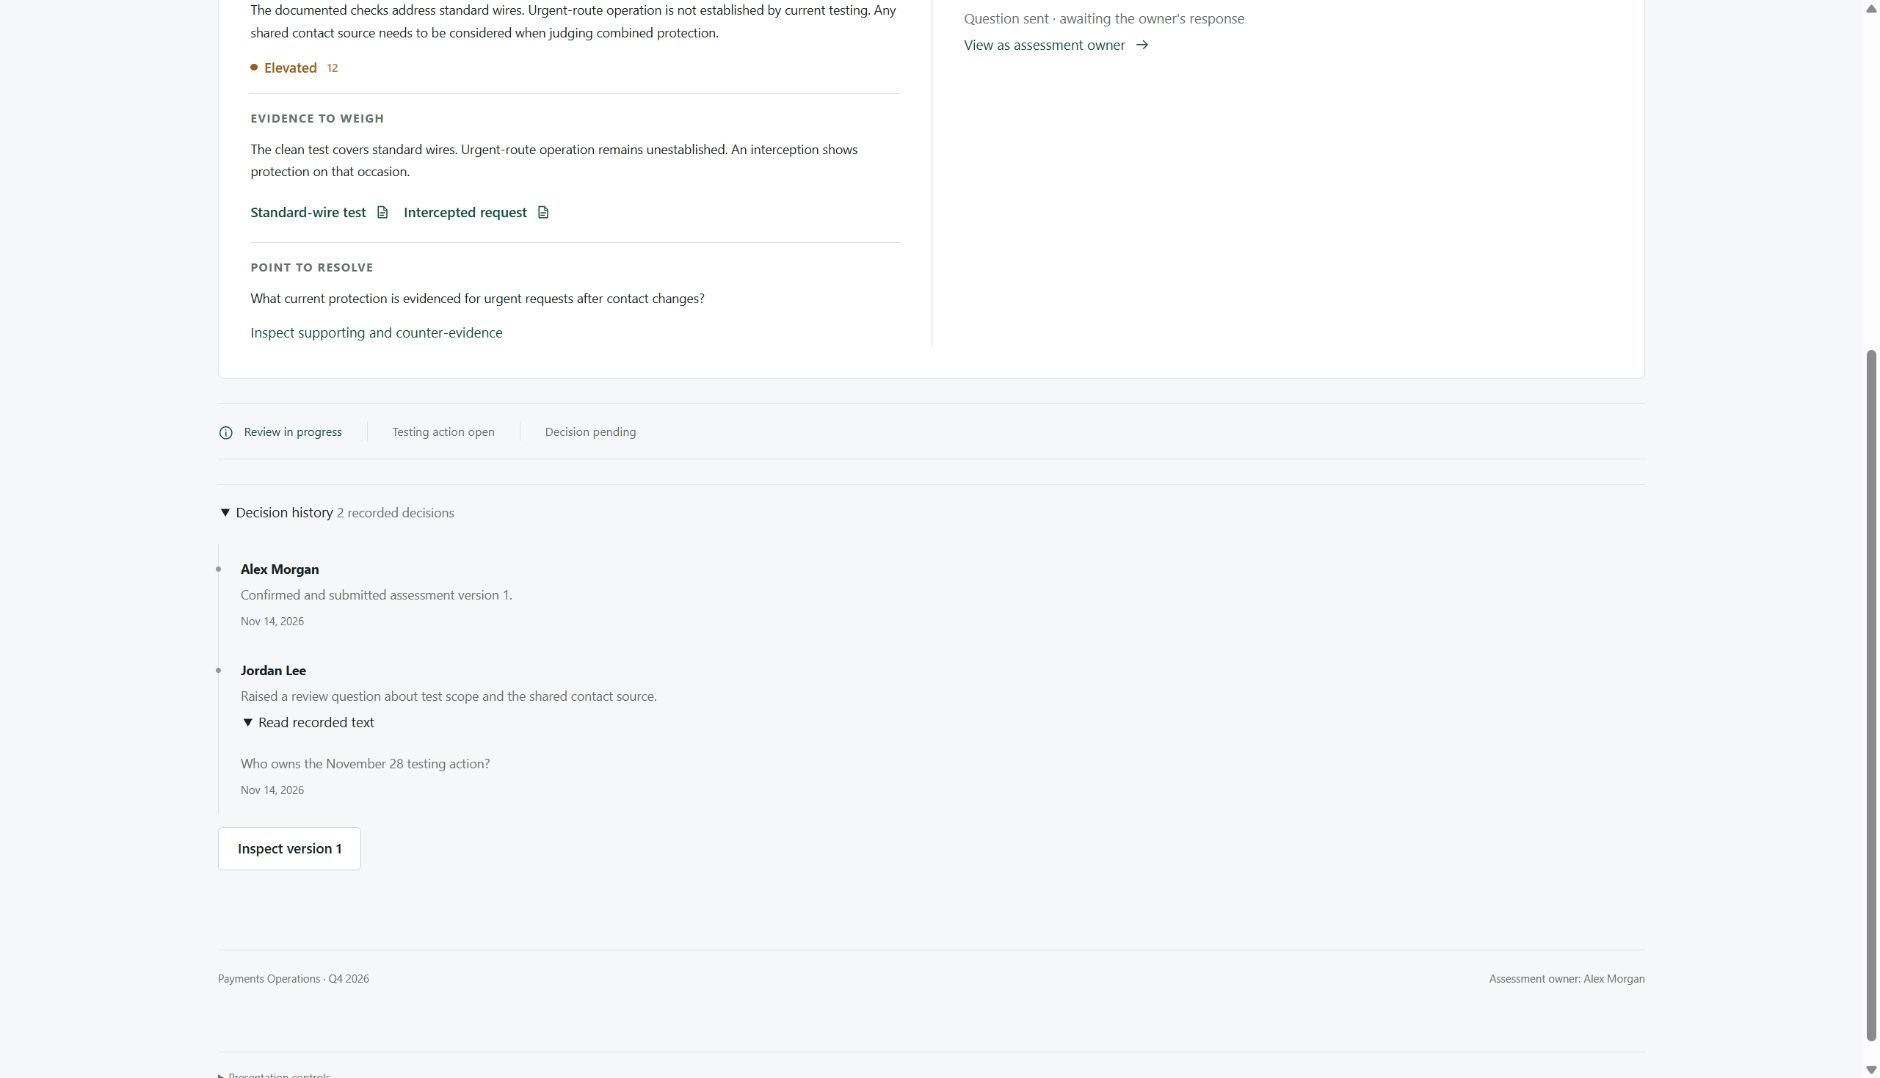 The documented checks address standard wires. Urgent-route operation is not established by current testing. Any
shared contact source needs to be considered when judging combined protection.
Elevated 12
EVIDENCE TO WEIGH
The clean test covers standard wires. Urgent-route operation remains unestablished. An interception shows
protection on that occasion.
Standard-wire test Intercepted request
POINT TO RESOLVE
What current protection is evidenced for urgent requests after contact changes?
Inspect supporting and counter-evidence
Question sent · awaiting the owner's response
View as assessment owner →
Review in progress Testing action open Decision pending
Decision history 2 recorded decisions
Alex Morgan
Confirmed and submitted assessment version 1.
Nov 14, 2026
Jordan Lee
Raised a review question about test scope and the shared contact source.
Read recorded text
Who owns the November 28 testing action?
Nov 14, 2026
Inspect version 1
Payments Operations · Q4 2026
Assessment owner: Alex Morgan
Presentation controls